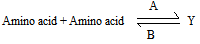 A
Amino acid + Amino acid ⇌ Y
B